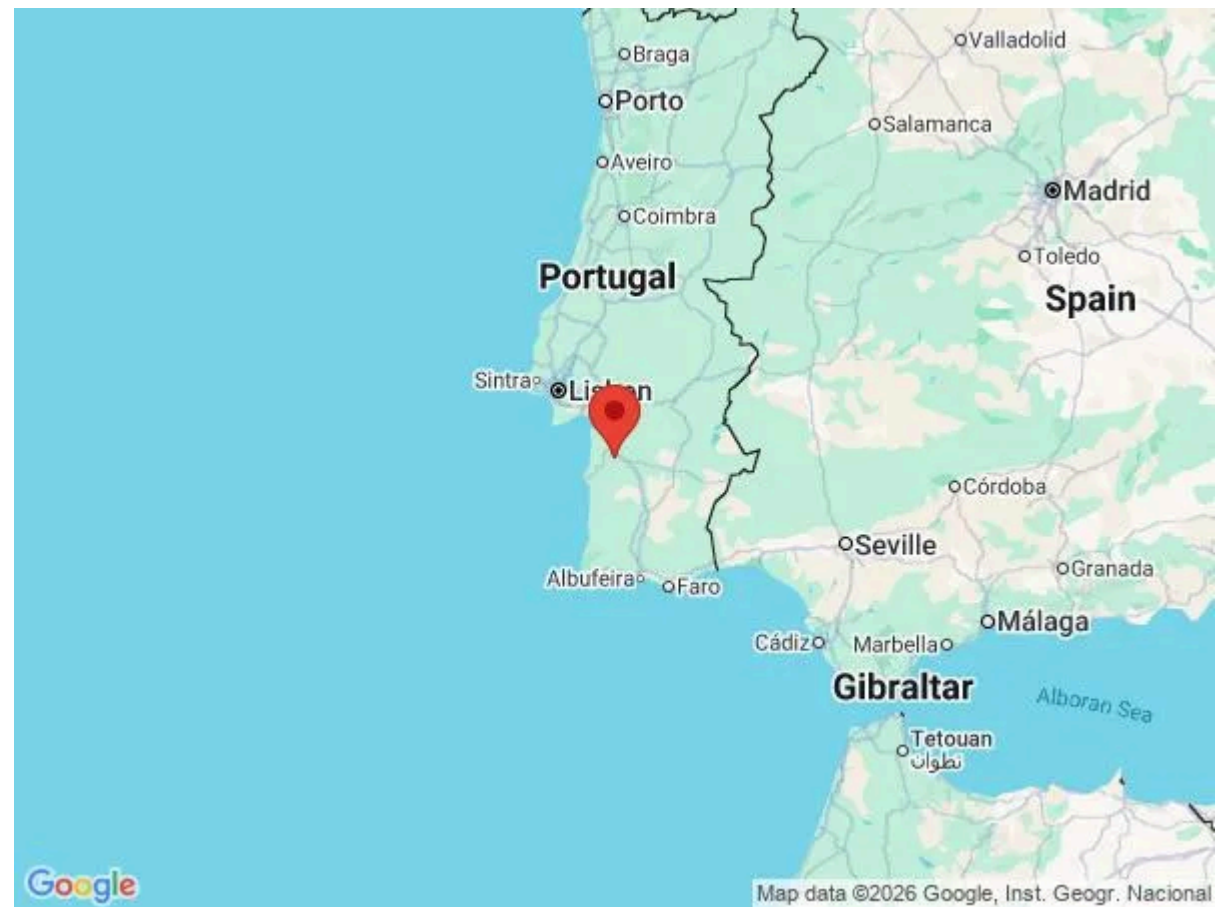 Braga
Valladolid
Porto
Salamanca
Aveiro
Madrid
Coimbra
Toledo
Portugal
Spain
Sintra
Lisbon
Córdoba
Seville
Granada
Albufeira
Faro
Málaga
Cádiz
Marbella
Gibraltar
Alboran Sea
Tetouan
تطوان
Google
Map data ©2026 Google, Inst. Geogr. Nacional